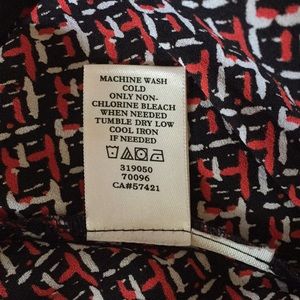 MACHINE WASH
COLD
ONLY NON-
CHLORINE BLEACH
WHEN NEEDED
TUMBLE DRY LOW
COOL IRON
IF NEEDED
319050
70096
CA#57421